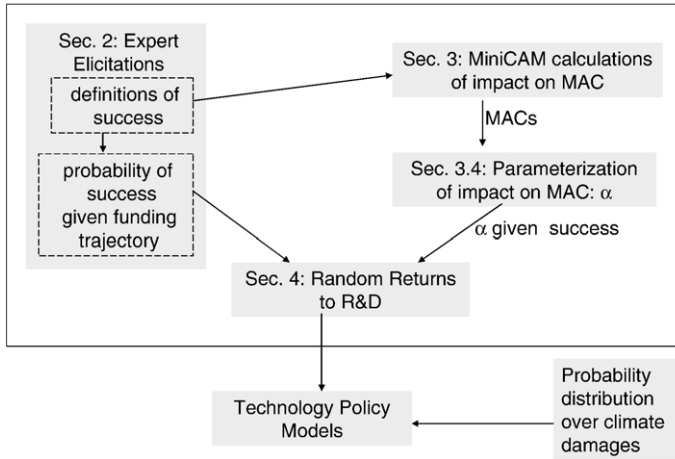 Sec. 2: Expert
Elicitations
definitions of
success
probability of
success
given funding
trajectory
Sec. 3: MiniCAM calculations
of impact on MAC
MACs
Sec. 3.4: Parameterization
of impact on MAC: α
α given success
Sec. 4: Random Returns
to R&D
Technology Policy
Models
Probability
distribution
over climate
damages